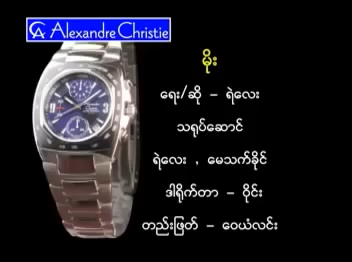 CA Alexandre Christie
မိုး
ရေး/ဆို – ရဲလေး
သရုပ်ဆောင်
ရဲလေး , မေသက်ခိုင်
ဒါရိုက်တာ – ဝိုင်း
တည်းဖြတ် – ဝေယံလင်း